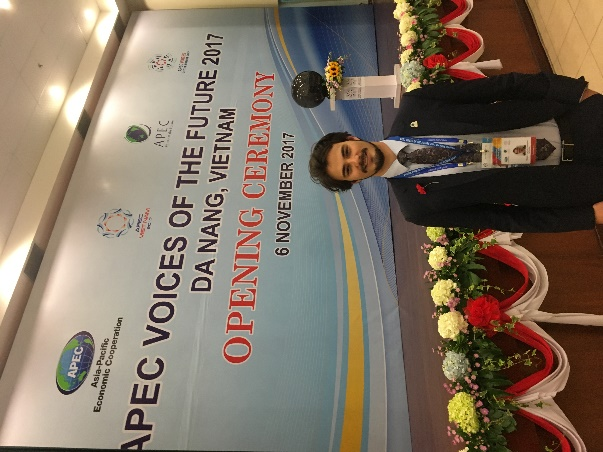 APEC
Asia-Pacific
Economic Cooperation
APEC
APEC VOICES OF THE FUTURE 2017
DA NANG, VIETNAM
OPENING CEREMONY
6 NOVEMBER 2017